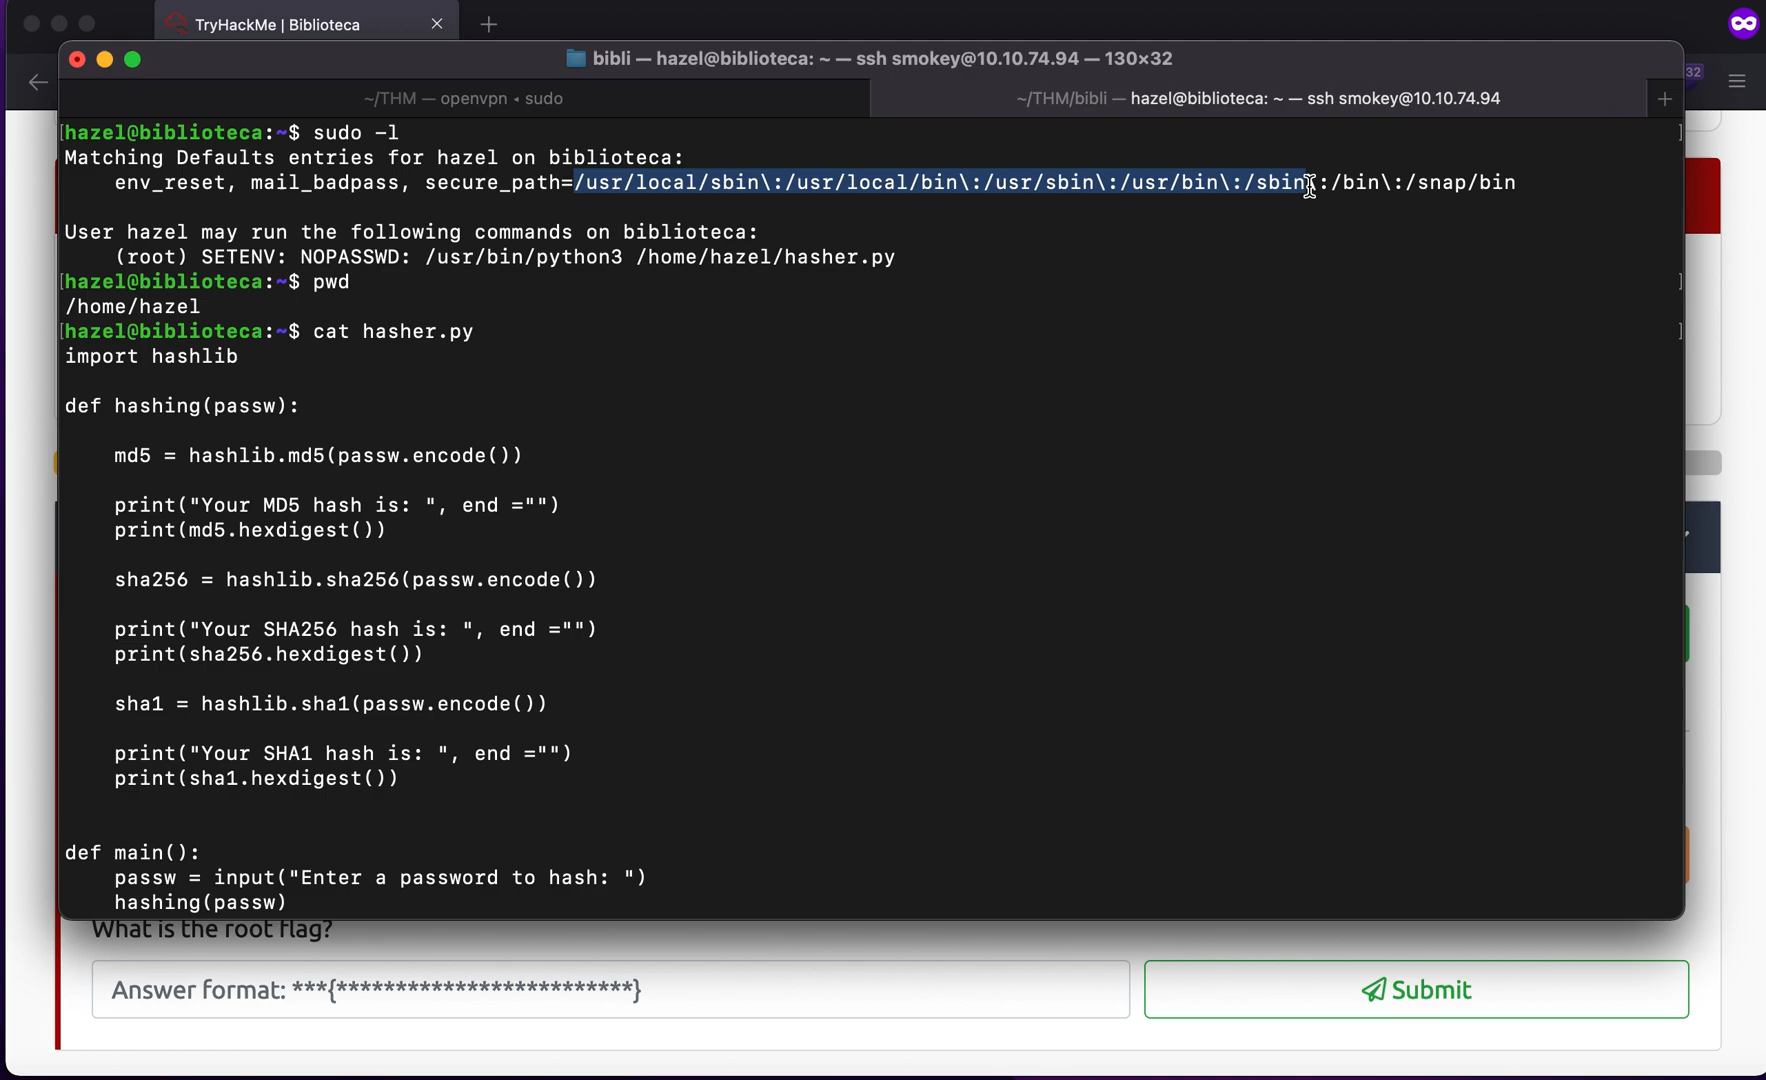 TryHackMe | Biblioteca
bibli — hazel@biblioteca: ~ — ssh smokey@10.10.74.94 — 130×32
32
~/THM — openvpn ◂ sudo
~/THM/bibli — hazel@biblioteca: ~ — ssh smokey@10.10.74.94
[hazel@biblioteca:~$ sudo -l ]
Matching Defaults entries for hazel on biblioteca:
    env_reset, mail_badpass, secure_path=/usr/local/sbin\:/usr/local/bin\:/usr/sbin\:/usr/bin\:/sbin\:/bin\:/snap/bin
User hazel may run the following commands on biblioteca:
    (root) SETENV: NOPASSWD: /usr/bin/python3 /home/hazel/hasher.py
[hazel@biblioteca:~$ pwd ]
/home/hazel
[hazel@biblioteca:~$ cat hasher.py ]
import hashlib
def hashing(passw):
    md5 = hashlib.md5(passw.encode())
    print("Your MD5 hash is: ", end ="")
    print(md5.hexdigest())
    sha256 = hashlib.sha256(passw.encode())
    print("Your SHA256 hash is: ", end ="")
    print(sha256.hexdigest())
    sha1 = hashlib.sha1(passw.encode())
    print("Your SHA1 hash is: ", end ="")
    print(sha1.hexdigest())
def main():
    passw = input("Enter a password to hash: ")
    hashing(passw)
What is the root flag?
Answer format: ***{*************************}
Submit